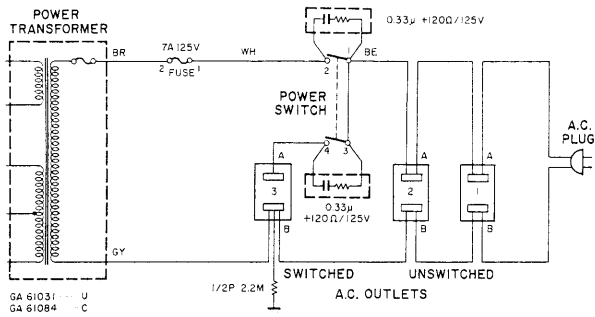 POWER
TRANSFORMER
0.33µ +120Ω/125V
7A 125V
BR
WH
BE
2 FUSE 1
2
1
POWER
SWITCH
4
3
A
A
A
A.C.
PLUG
3
2
1
0.33µ
+120Ω/125V
B
B
B
GY
SWITCHED
UNSWITCHED
1/2P 2.2M
A.C. OUTLETS
GA 61031 ···· U
GA 61084 ···· C